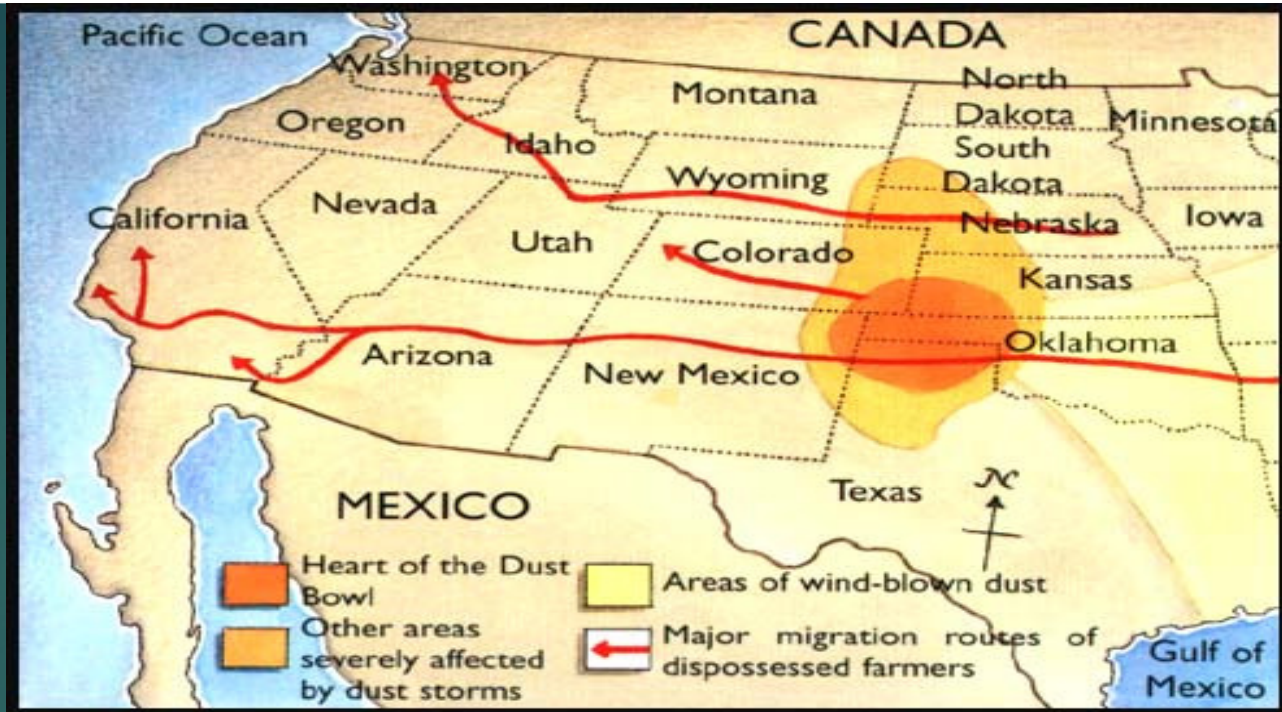 Pacific Ocean
CANADA
Washington
Montana
North
Dakota
Minnesota
Oregon
Idaho
South
Dakota
Wyoming
California
Nevada
Nebraska
Iowa
Utah
Colorado
Kansas
Arizona
New Mexico
Oklahoma
MEXICO
Texas
N
Heart of the Dust
Bowl
Other areas
severely affected
by dust storms
Areas of wind-blown dust
Major migration routes of
dispossessed farmers
Gulf of
Mexico